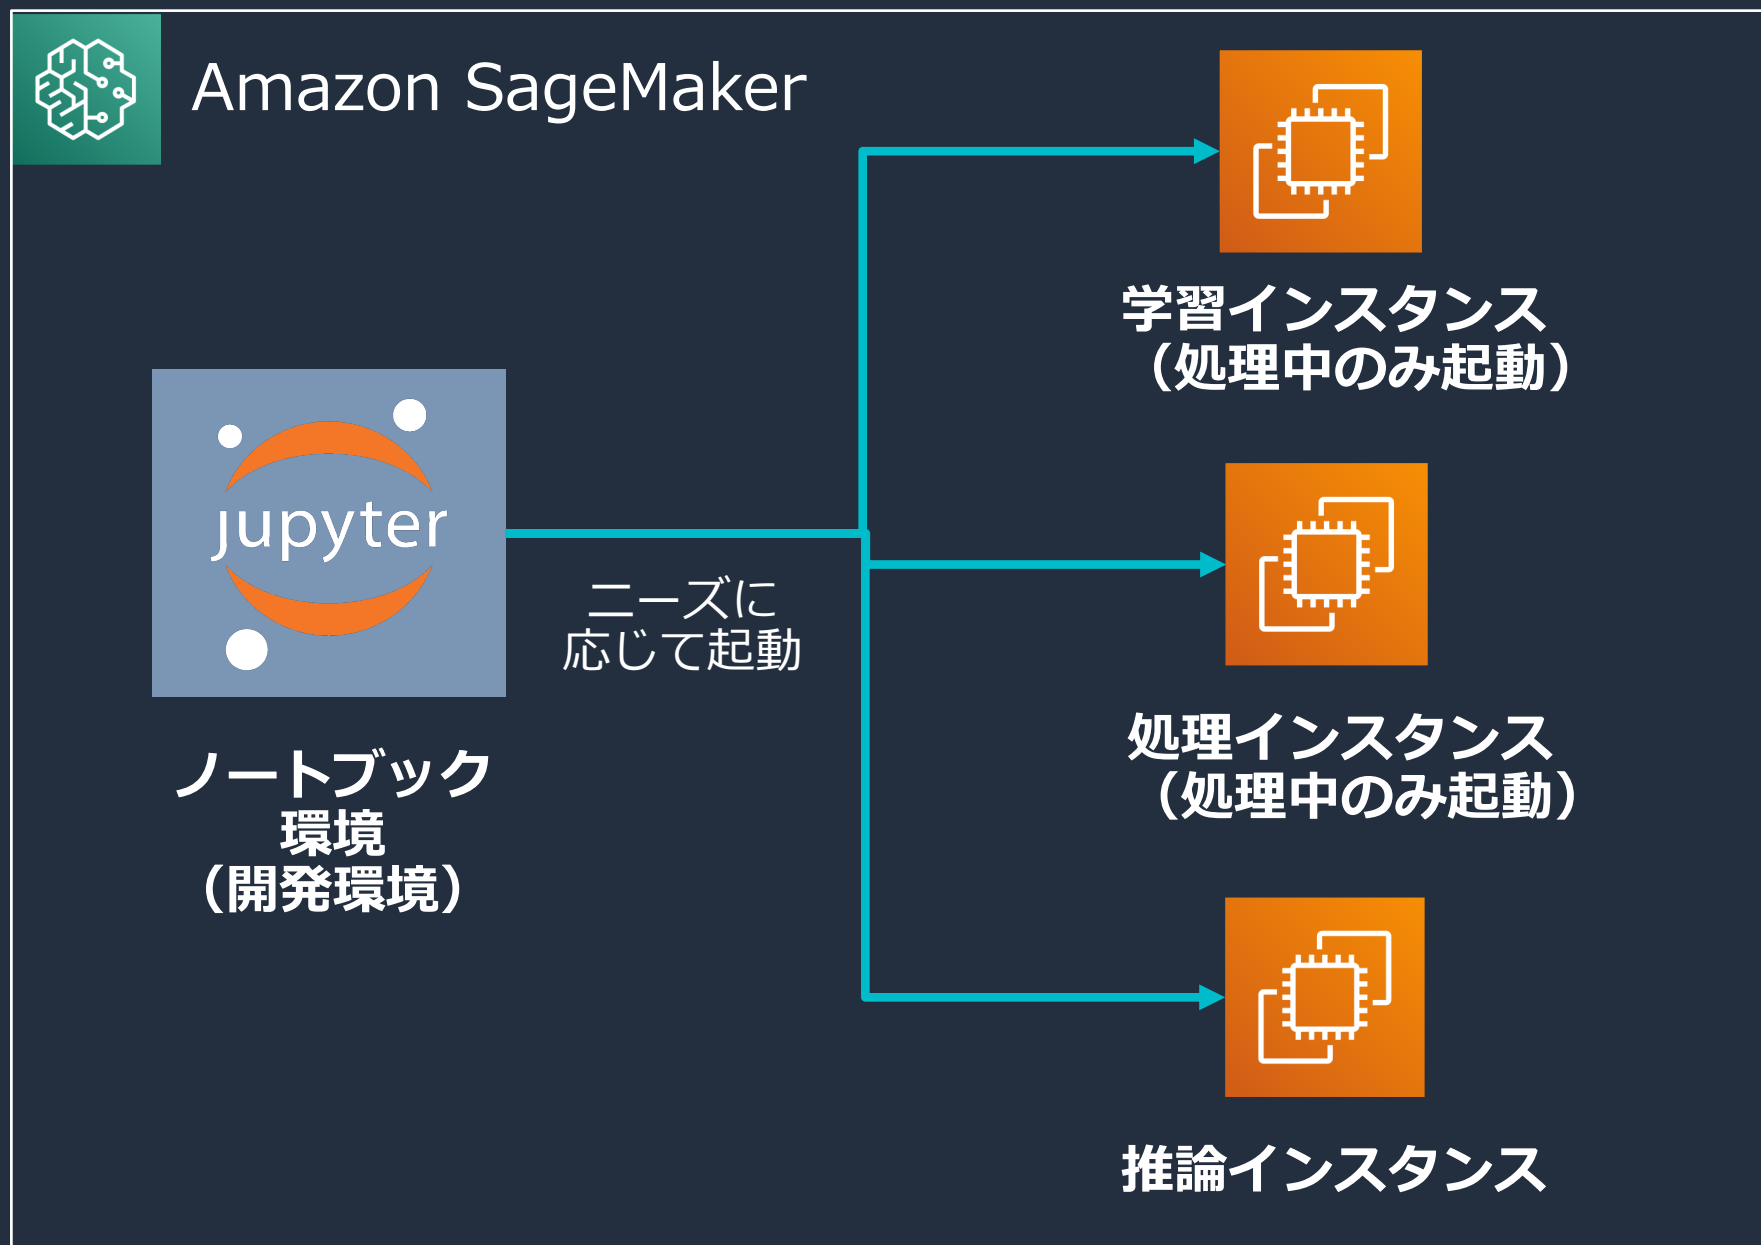 Amazon SageMaker
学習インスタンス
（処理中のみ起動）
jupyter
ニーズに
応じて起動
ノートブック
環境
（開発環境）
処理インスタンス
（処理中のみ起動）
推論インスタンス